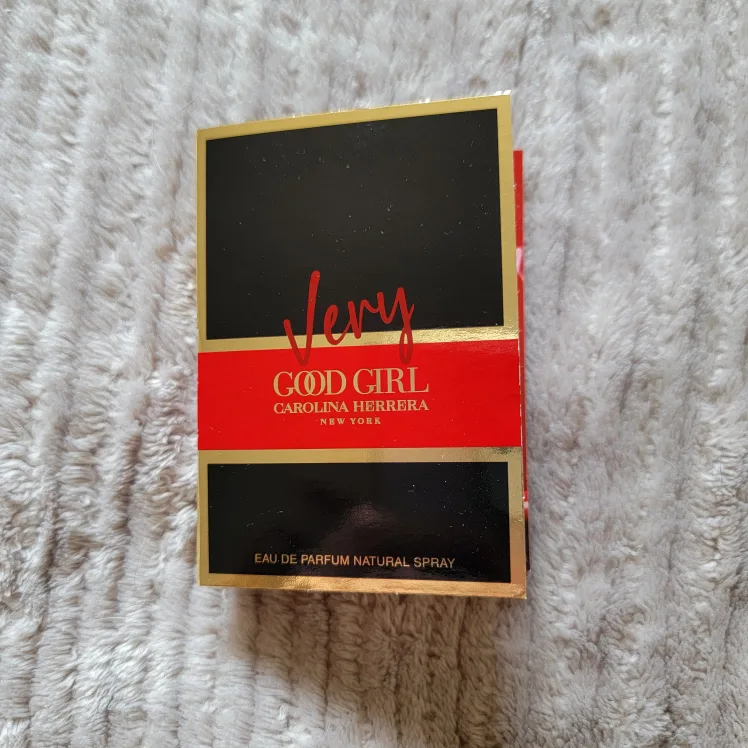 Very
GOOD GIRL
CAROLINA HERRERA
NEW YORK
EAU DE PARFUM NATURAL SPRAY